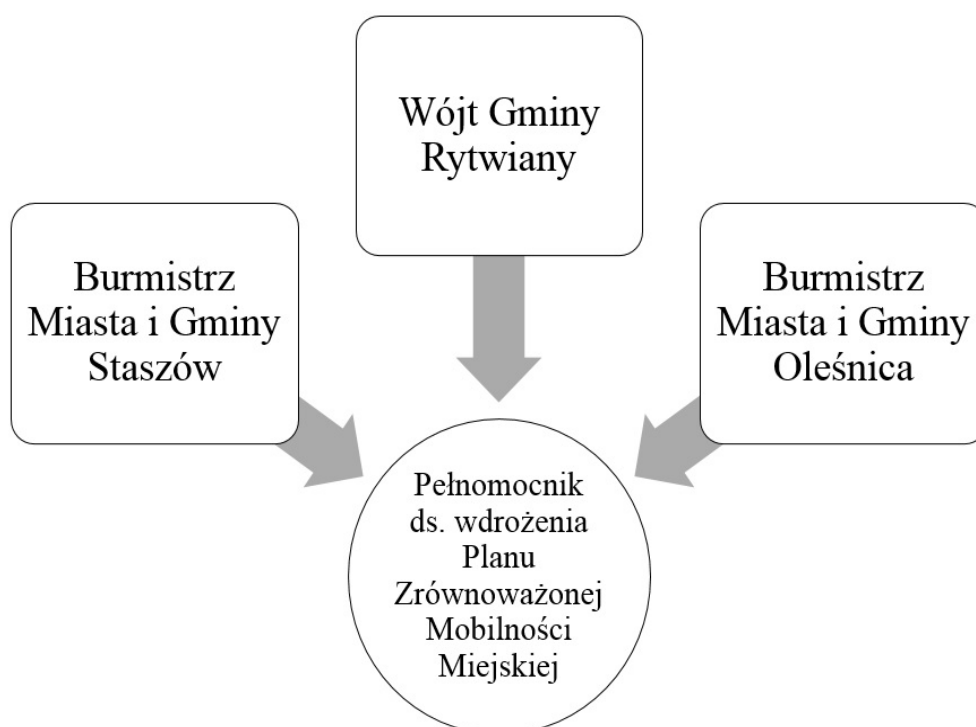 Wójt Gminy
Rytwiany
Burmistrz
Miasta i Gminy
Staszów
Burmistrz
Miasta i Gminy
Oleśnica
Pełnomocnik
ds. wdrożenia
Planu
Zrównoważonej
Mobilności
Miejskiej